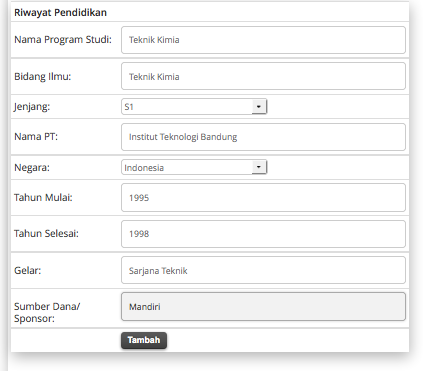 Riwayat Pendidikan
Nama Program Studi: Teknik Kimia
Bidang Ilmu: Teknik Kimia
Jenjang: S1
Nama PT: Institut Teknologi Bandung
Negara: Indonesia
Tahun Mulai: 1995
Tahun Selesai: 1998
Gelar: Sarjana Teknik
Sumber Dana/ Mandiri
Sponsor:
Tambah